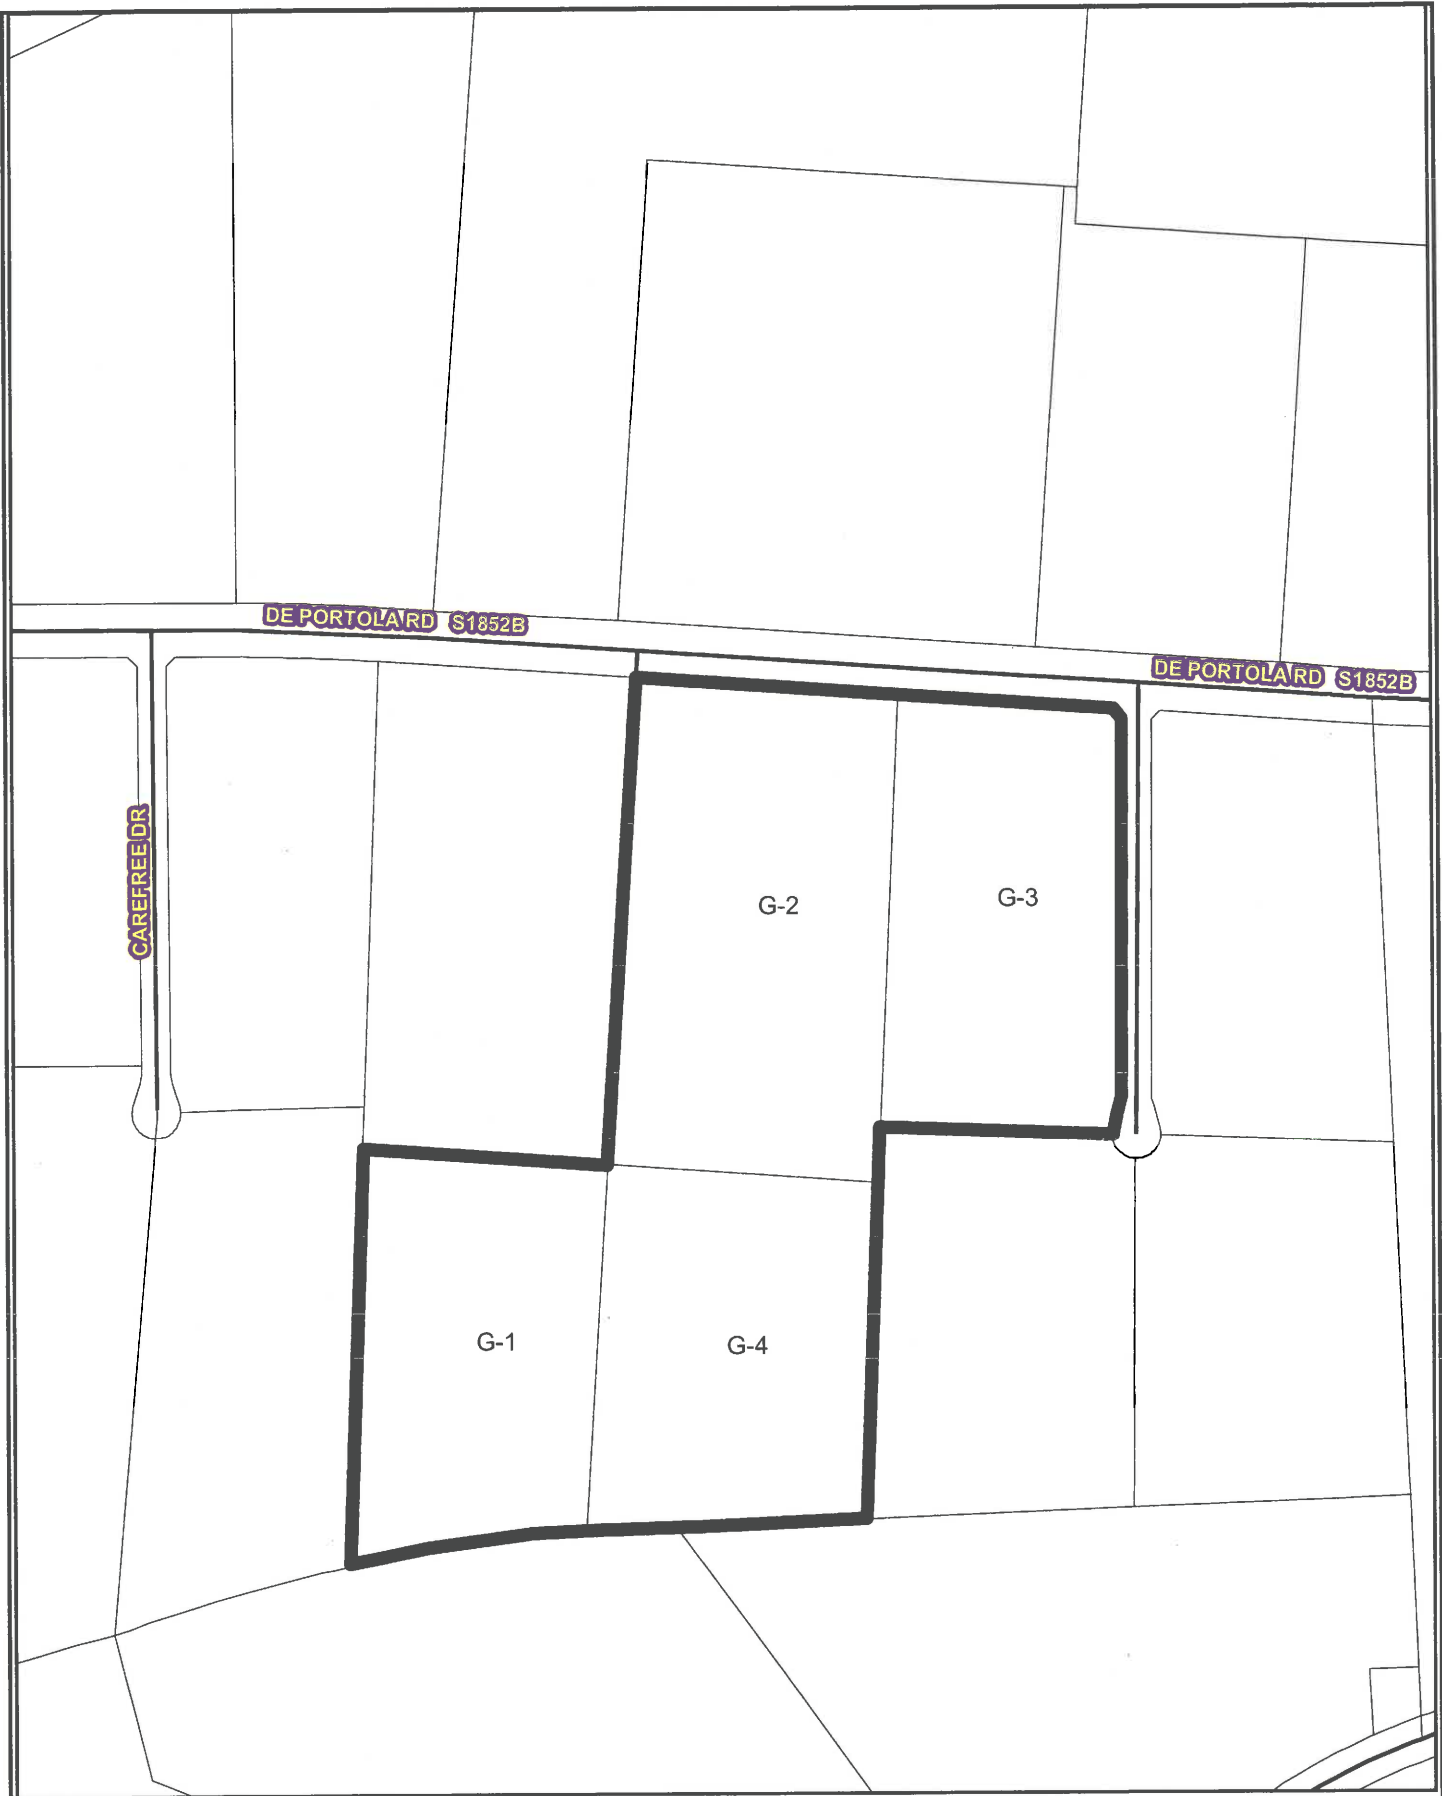 DE PORTOLA RD S1852B
DE PORTOLA RD S1852B
CAREFREE DR
G-2
G-3
G-1
G-4